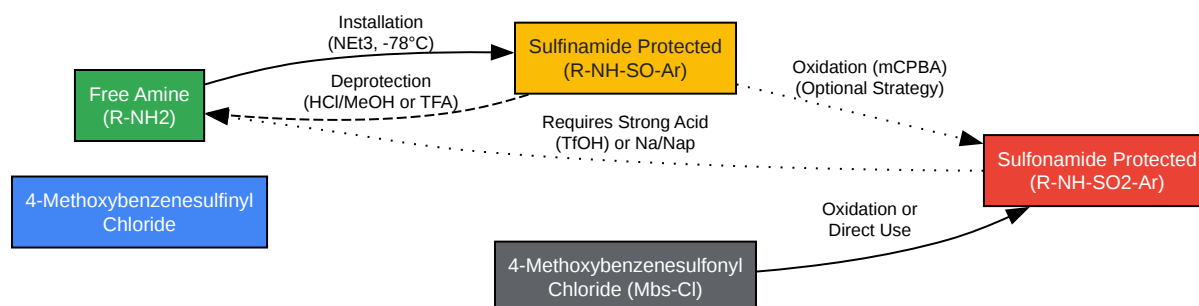 Installation
(NEt3, -78°C)
Sulfinamide Protected
(R-NH-SO-Ar)
Oxidation (mCPBA)
(Optional Strategy)
Free Amine
(R-NH2)
Deprotection
(HCl/MeOH or TFA)
Requires Strong Acid
(TfOH) or Na/Nap
Sulfonamide Protected
(R-NH-SO2-Ar)
4-Methoxybenzenesulfinyl
Chloride
Oxidation or
Direct Use
4-Methoxybenzenesulfonyl
Chloride (Mbs-Cl)